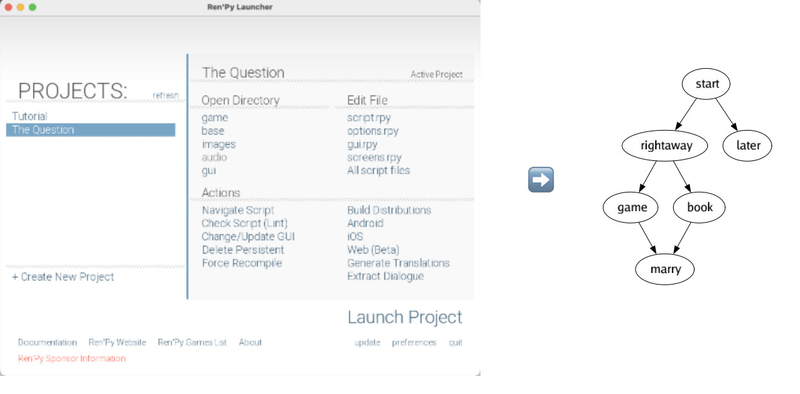 Ren'Py Launcher
PROJECTS:
refresh
Tutorial
The Question
+ Create New Project
The Question
Active Project
Open Directory
game
base
images
audio
gui
Edit File
script.rpy
options.rpy
gui.rpy
screens.rpy
All script files
Actions
Navigate Script
Check Script (Lint)
Change/Update GUI
Delete Persistent
Force Recompile
Build Distributions
Android
iOS
Web (Beta)
Generate Translations
Extract Dialogue
Launch Project
Documentation Ren'Py Website Ren'Py Games List About
update preferences quit
Ren'Py Sponsor Information
start
rightaway
later
game
book
marry